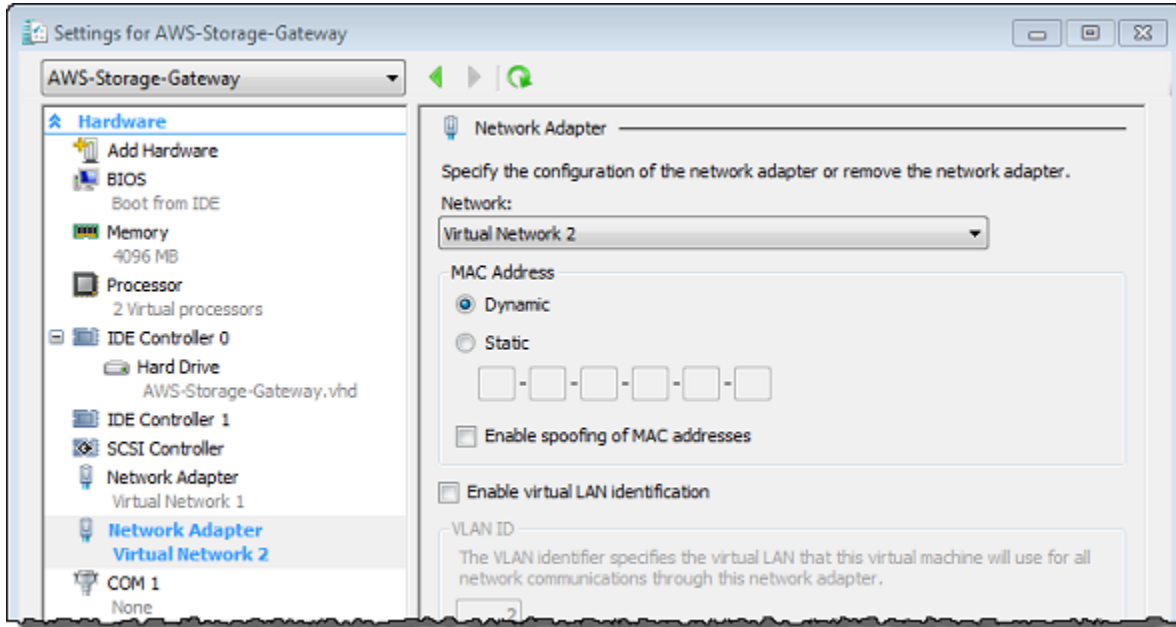 Settings for AWS-Storage-Gateway
AWS-Storage-Gateway
Hardware
Add Hardware
BIOS
Boot from IDE
Memory
4096 MB
Processor
2 Virtual processors
IDE Controller 0
Hard Drive
AWS-Storage-Gateway.vhd
IDE Controller 1
SCSI Controller
Network Adapter
Virtual Network 1
Network Adapter
Virtual Network 2
COM 1
None
Network Adapter
Specify the configuration of the network adapter or remove the network adapter.
Network:
Virtual Network 2
MAC Address
Dynamic
Static
- - - - -
Enable spoofing of MAC addresses
Enable virtual LAN identification
VLAN ID
The VLAN identifier specifies the virtual LAN that this virtual machine will use for all
network communications through this network adapter.
2